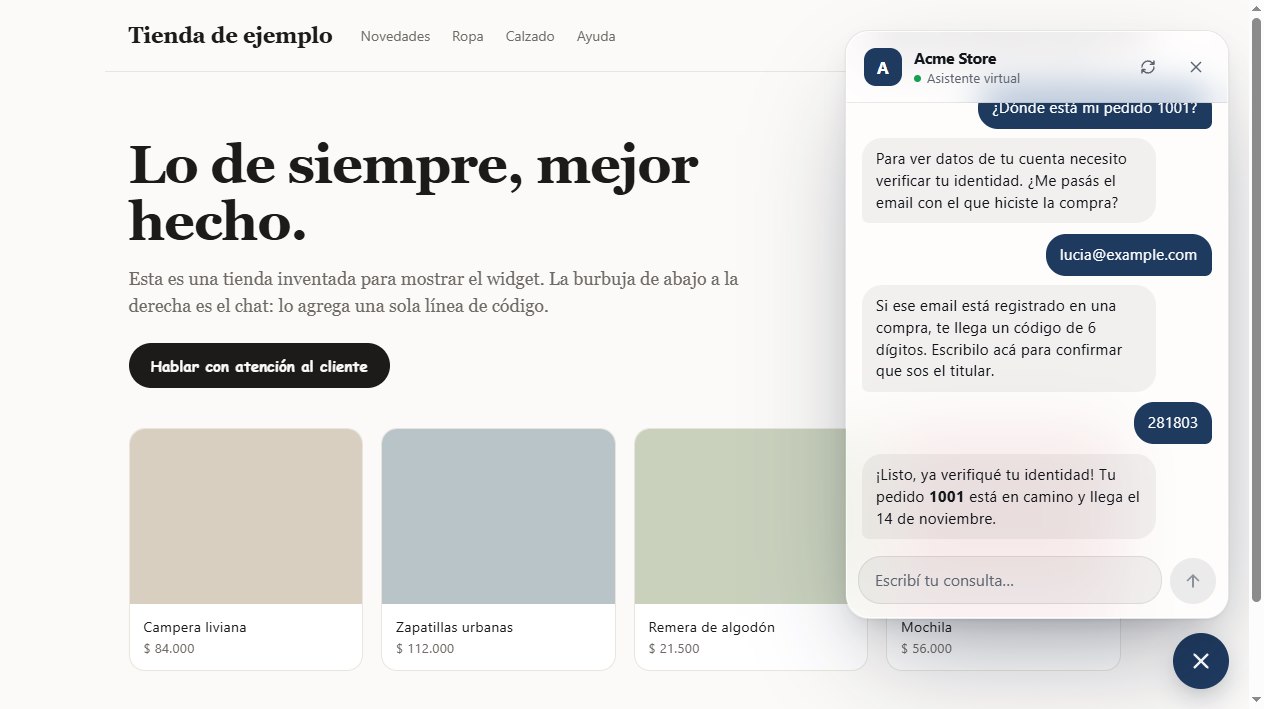 Tienda de ejemplo
Novedades
Ropa
Calzado
Ayuda
Lo de siempre, mejor
hecho.
Esta es una tienda inventada para mostrar el widget. La burbuja de abajo a la
derecha es el chat: lo agrega una sola línea de código.
Hablar con atención al cliente
Campera liviana
$ 84.000
Zapatillas urbanas
$ 112.000
Remera de algodón
$ 21.500
Mochila
$ 56.000
A
Acme Store
Asistente virtual
¿Dónde está mi pedido 1001?
Para ver datos de tu cuenta necesito
verificar tu identidad. ¿Me pasás el
email con el que hiciste la compra?
lucia@example.com
Si ese email está registrado en una
compra, te llega un código de 6
dígitos. Escribilo acá para confirmar
que sos el titular.
281803
¡Listo, ya verifiqué tu identidad! Tu
pedido 1001 está en camino y llega el
14 de noviembre.
Escribí tu consulta...